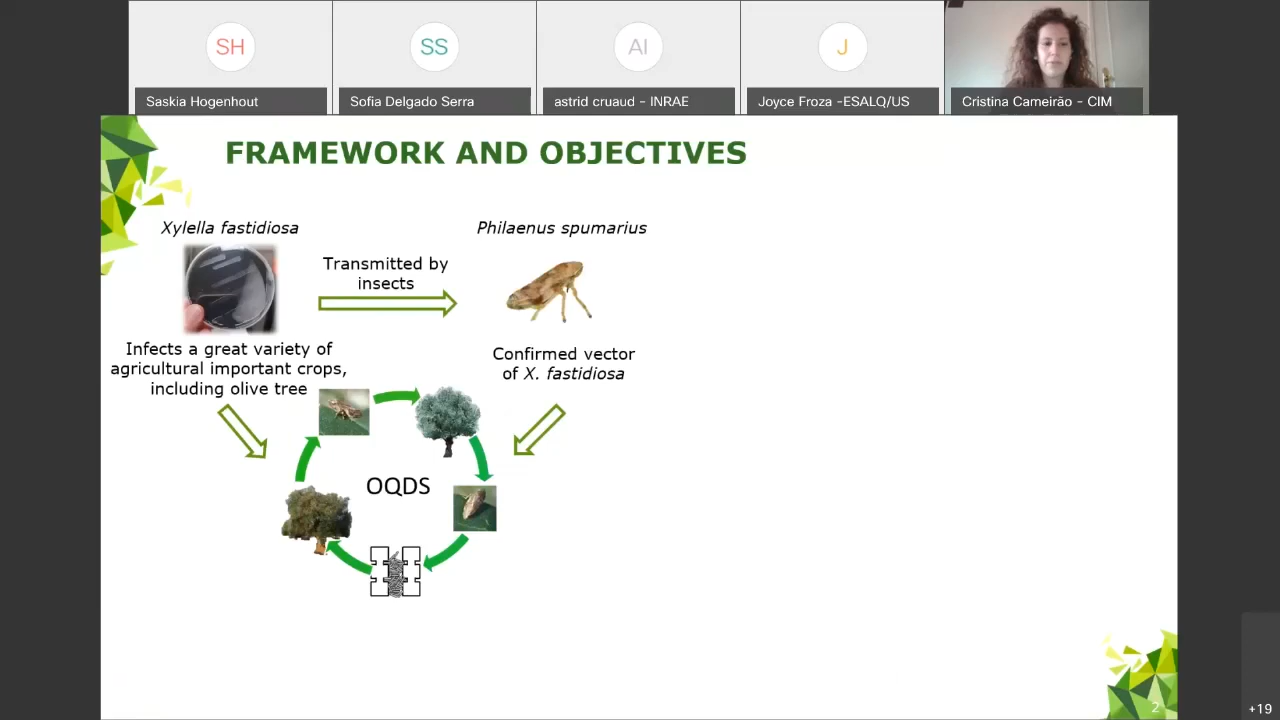 SH
SS
AI
J
Saskia Hogenhout
Sofia Delgado Serra
astrid cruaud - INRAE
Joyce Froza -ESALQ/US
Cristina Cameirão - CIM
FRAMEWORK AND OBJECTIVES
Xylella fastidiosa
Philaenus spumarius
Transmitted by
insects
Infects a great variety of
agricultural important crops,
including olive tree
Confirmed vector
of X. fastidiosa
OQDS
2
+19